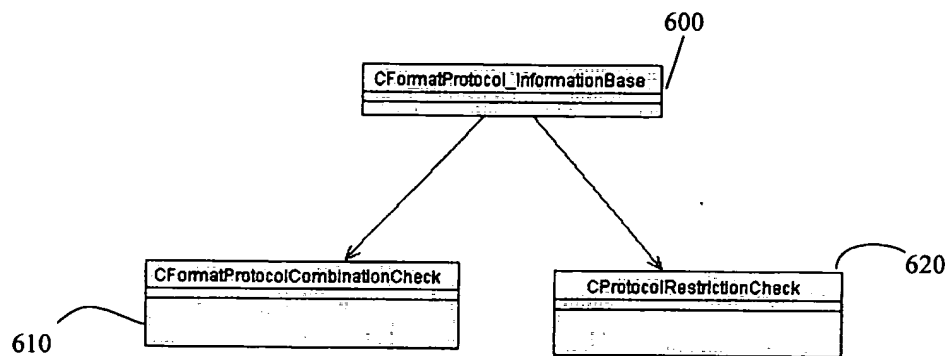 600
CFormatProtocol_InformationBase
CFormatProtocolCombinationCheck
CProtocolRestrictionCheck
620
610